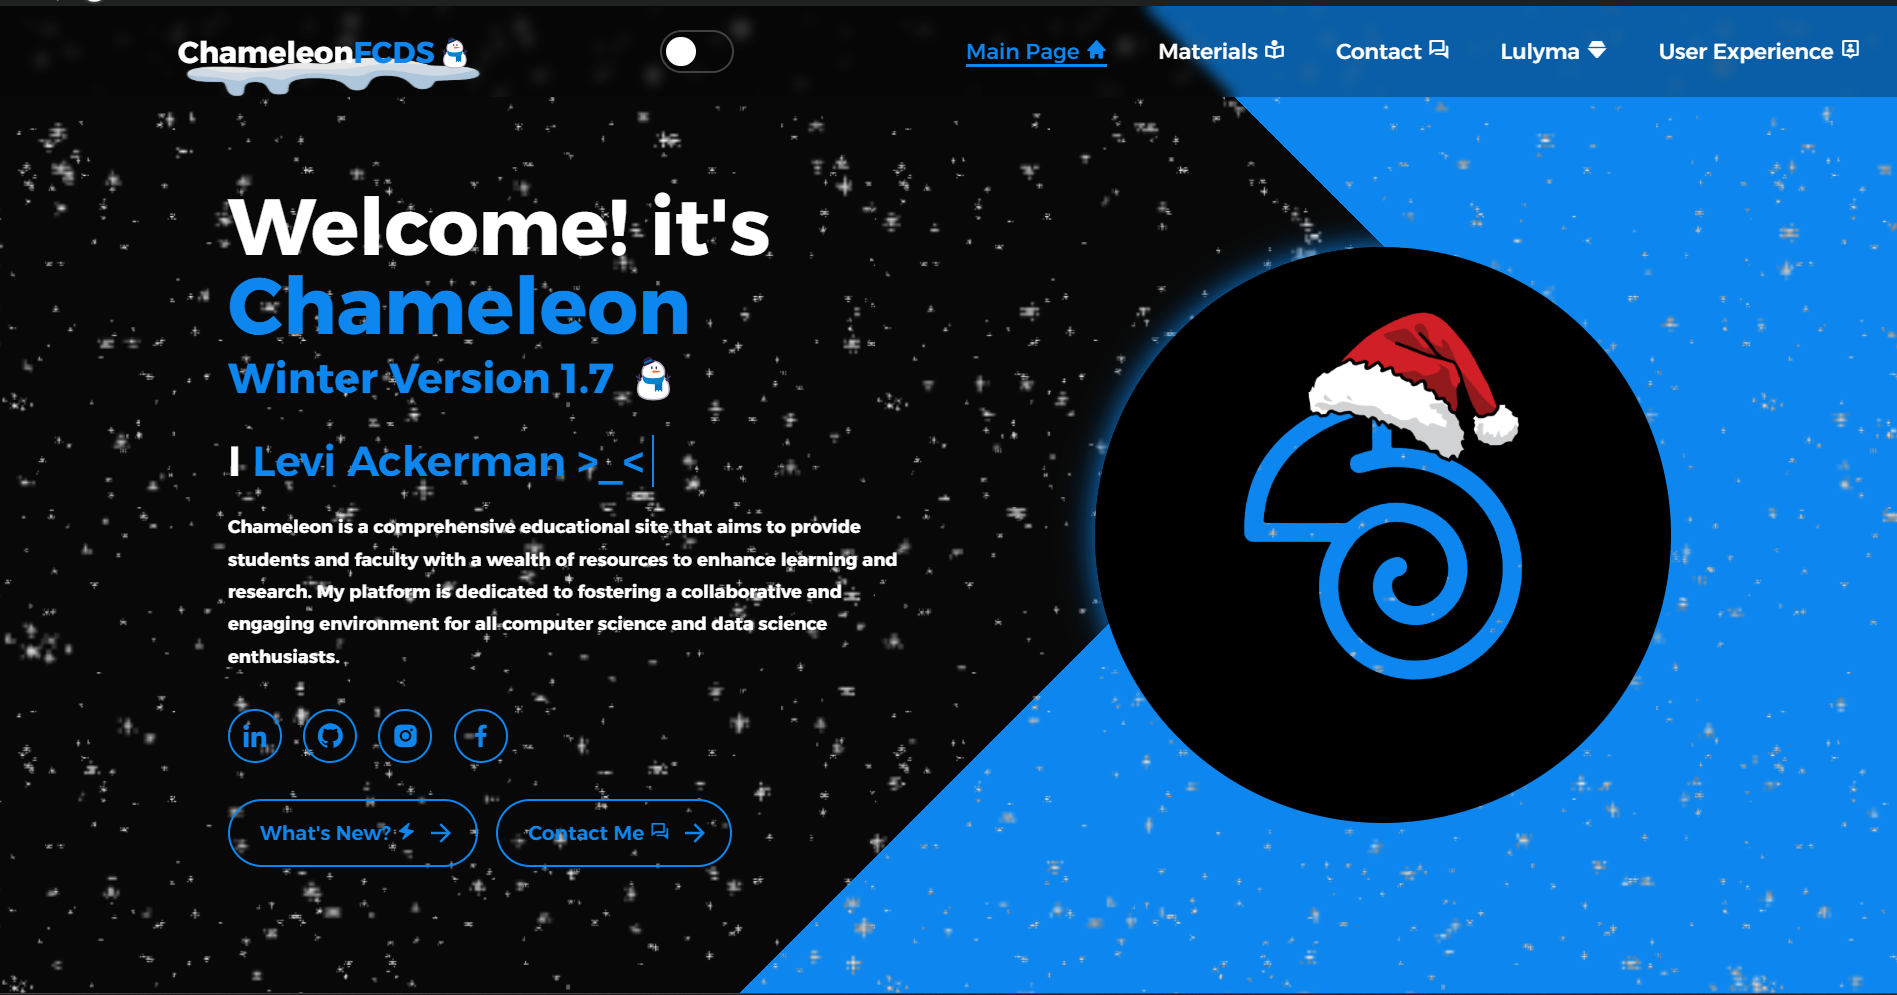 ChameleonFCDS
Main Page
Materials
Contact
Lulyma
User Experience
Welcome! it's
Chameleon
Winter Version 1.7
I Levi Ackerman >_<
Chameleon is a comprehensive educational site that aims to provide
students and faculty with a wealth of resources to enhance learning and
research. My platform is dedicated to fostering a collaborative and
engaging environment for all computer science and data science
enthusiasts.
What's New?
Contact Me